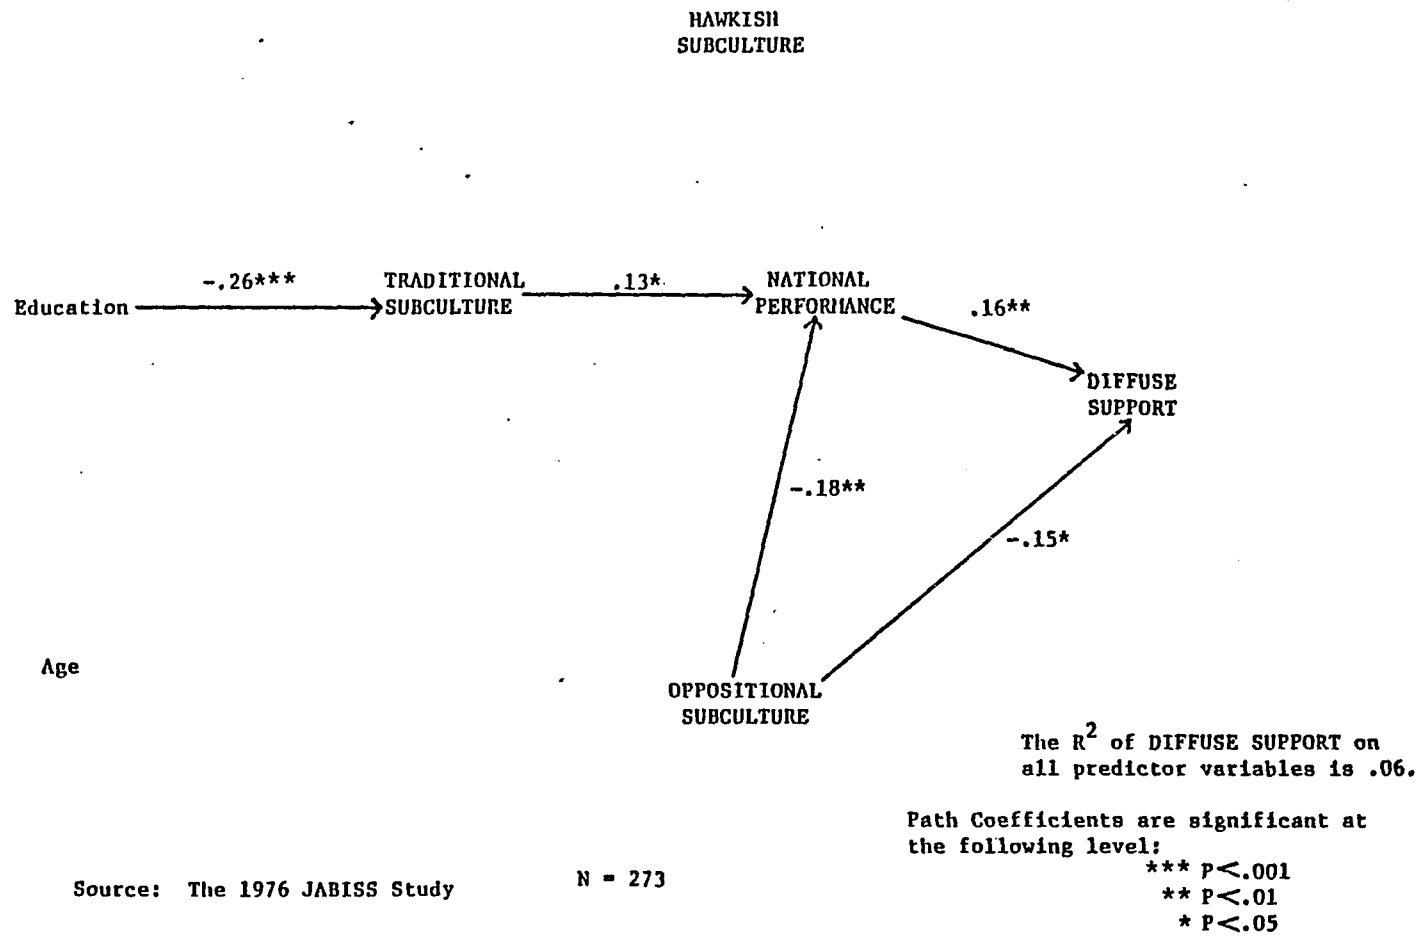 HAWKISH
SUBCULTURE
-.26***
TRADITIONAL
SUBCULTURE
.13*
NATIONAL
PERFORMANCE
.16**
Education
DIFFUSE
SUPPORT
-.18**
-.15*
Age
OPPOSITIONAL
SUBCULTURE
The R² of DIFFUSE SUPPORT on
all predictor variables is .06.
Path Coefficients are significant at
the following level:
*** P<.001
** P<.01
* P<.05
Source: The 1976 JABISS Study
N = 273